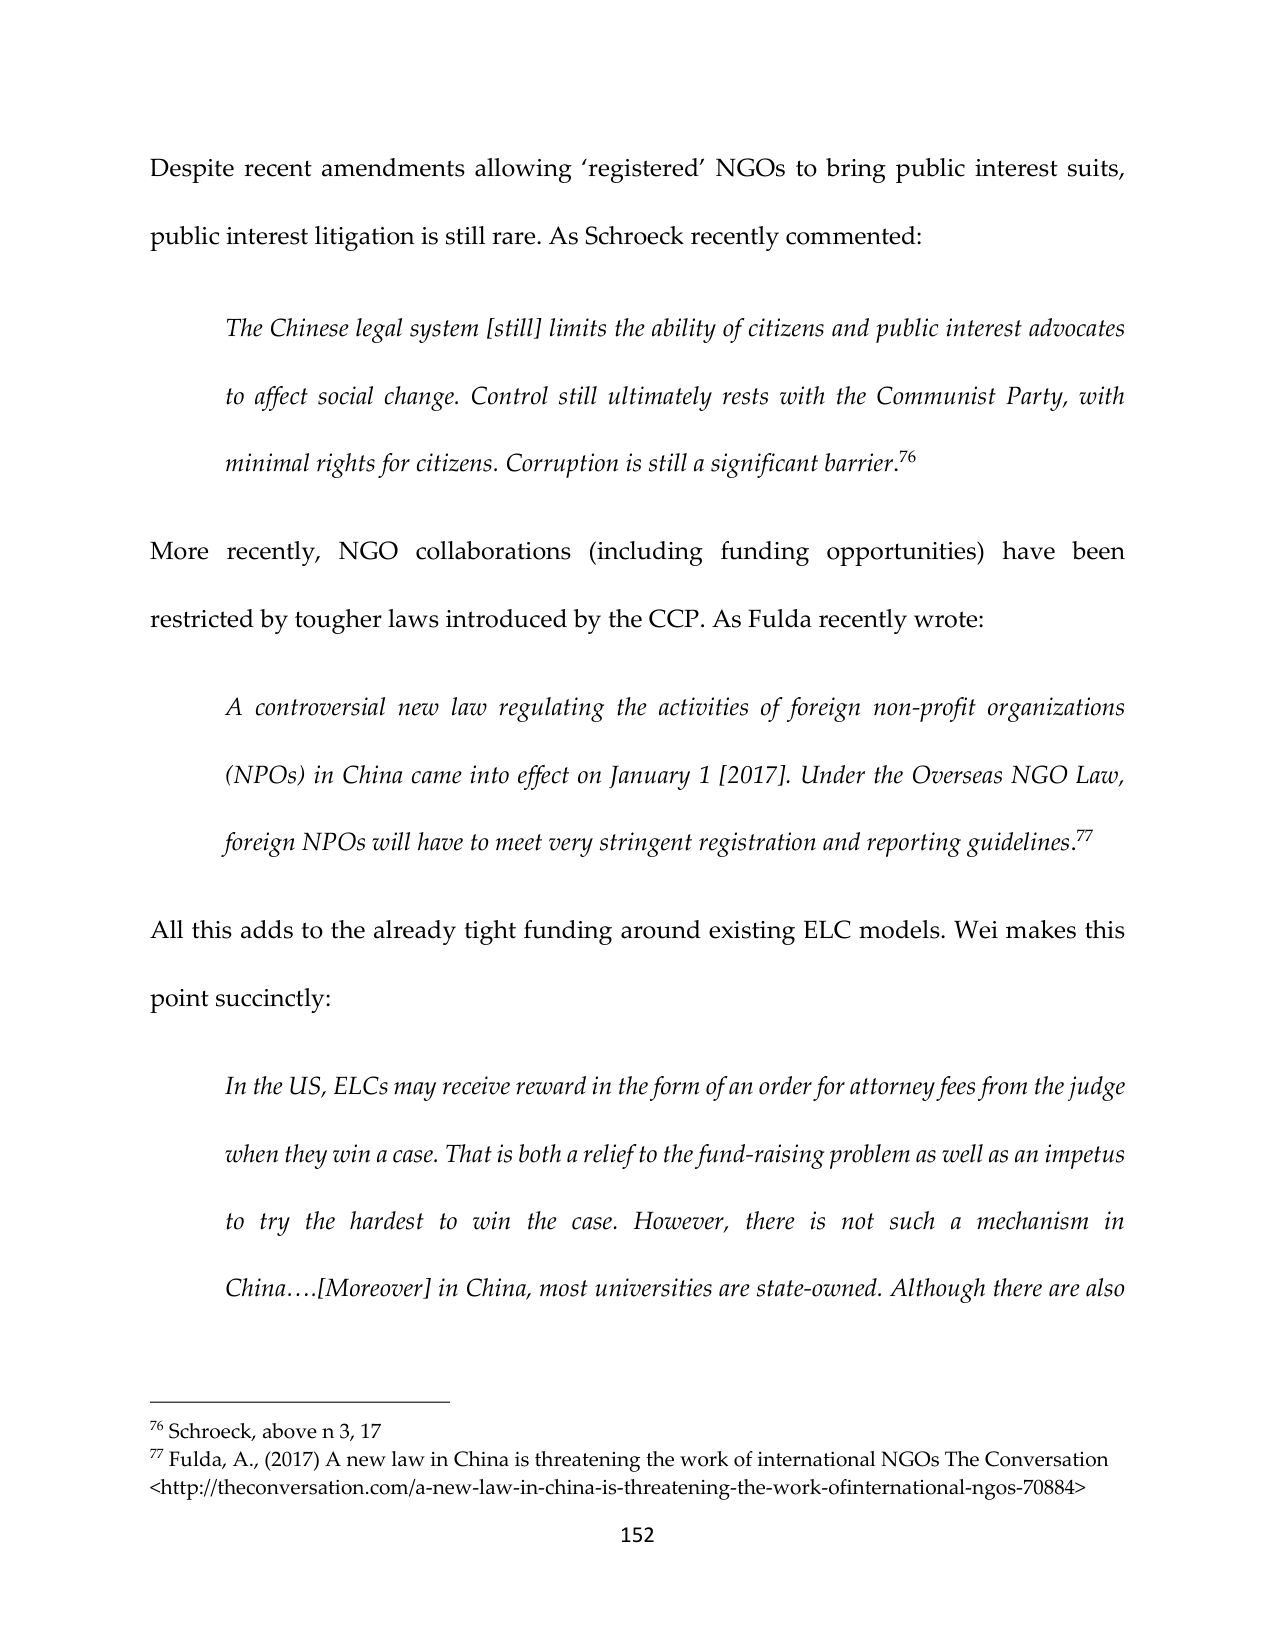 Despite recent amendments allowing ‘registered’ NGOs to bring public interest suits,
public interest litigation is still rare. As Schroeck recently commented:
The Chinese legal system [still] limits the ability of citizens and public interest advocates
to affect social change. Control still ultimately rests with the Communist Party, with
minimal rights for citizens. Corruption is still a significant barrier.76
More recently, NGO collaborations (including funding opportunities) have been
restricted by tougher laws introduced by the CCP. As Fulda recently wrote:
A controversial new law regulating the activities of foreign non-profit organizations
(NPOs) in China came into effect on January 1 [2017]. Under the Overseas NGO Law,
foreign NPOs will have to meet very stringent registration and reporting guidelines.77
All this adds to the already tight funding around existing ELC models. Wei makes this
point succinctly:
In the US, ELCs may receive reward in the form of an order for attorney fees from the judge
when they win a case. That is both a relief to the fund-raising problem as well as an impetus
to try the hardest to win the case. However, there is not such a mechanism in
China….[Moreover] in China, most universities are state-owned. Although there are also
76 Schroeck, above n 3, 17
77 Fulda, A., (2017) A new law in China is threatening the work of international NGOs The Conversation
<http://theconversation.com/a-new-law-in-china-is-threatening-the-work-ofinternational-ngos-70884>
152